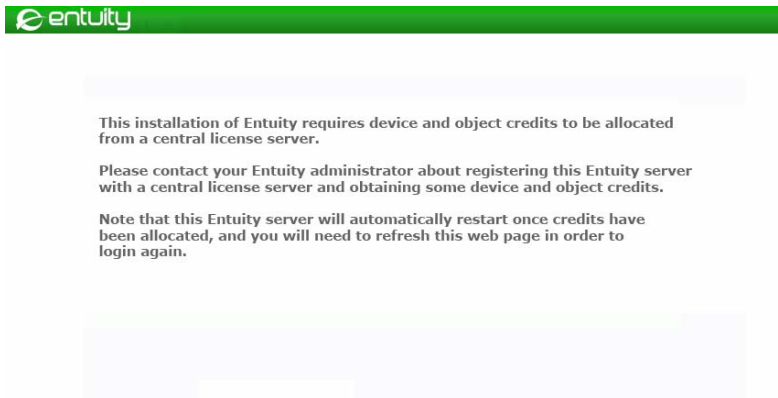 entuity
This installation of Entuity requires device and object credits to be allocated
from a central license server.
Please contact your Entuity administrator about registering this Entuity server
with a central license server and obtaining some device and object credits.
Note that this Entuity server will automatically restart once credits have
been allocated, and you will need to refresh this web page in order to
login again.